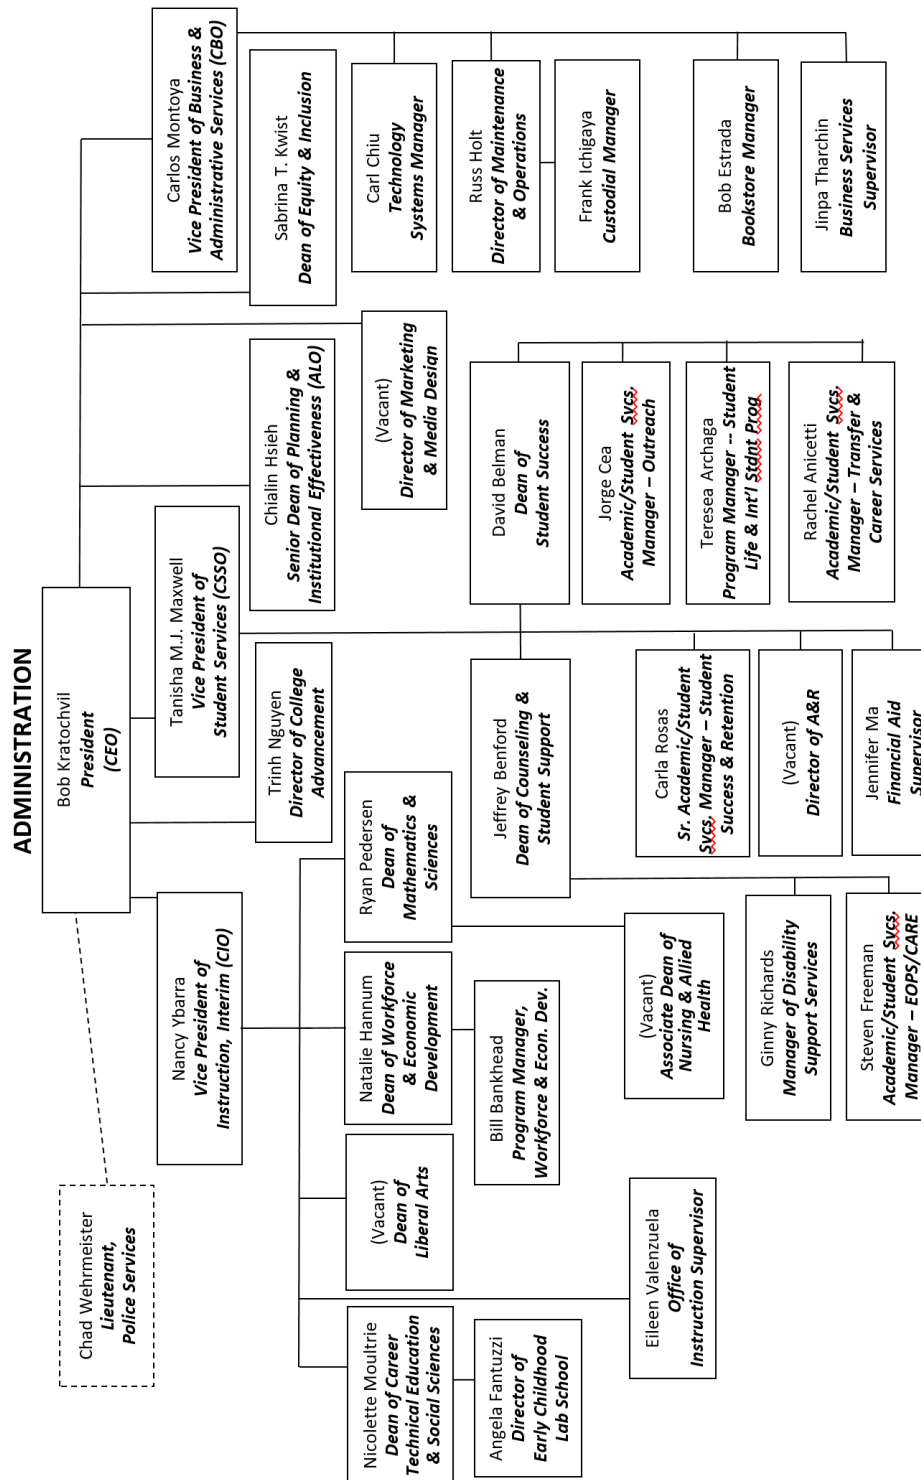 ADMINISTRATION
Bob Kratochvil
President
(CEO)
Chad Wehrmeister
Lieutenant,
Police Services
Nancy Ybarra
Vice President of
Instruction, Interim (CIO)
Tanisha M.J. Maxwell
Vice President of
Student Services (CSSO)
Carlos Montoya
Vice President of Business &
Administrative Services (CBO)
Trinh Nguyen
Director of College
Advancement
Chialin Hsieh
Senior Dean of Planning &
Institutional Effectiveness (ALO)
Sabrina T. Kwist
Dean of Equity & Inclusion
(Vacant)
Director of Marketing
& Media Design
Nicolette Moultrie
Dean of Career
Technical Education
& Social Sciences
(Vacant)
Dean of
Liberal Arts
Natalie Hannum
Dean of Workforce
& Economic
Development
Ryan Pedersen
Dean of
Mathematics &
Sciences
Carl Chiu
Technology
Systems Manager
Angela Fantuzzi
Director of
Early Childhood
Lab School
Bill Bankhead
Program Manager,
Workforce & Econ. Dev.
Jeffrey Benford
Dean of Counseling &
Student Support
David Belman
Dean of
Student Success
Russ Holt
Director of Maintenance
& Operations
Frank Ichigaya
Custodial Manager
Eileen Valenzuela
Office of
Instruction Supervisor
(Vacant)
Associate Dean of
Nursing & Allied
Health
Carla Rosas
Sr. Academic/Student
Svcs, Manager – Student
Success & Retention
Jorge Cea
Academic/Student Svcs,
Manager – Outreach
Teresea Archaga
Program Manager -- Student
Life & Int'l Stdnt Prog
Bob Estrada
Bookstore Manager
Ginny Richards
Manager of Disability
Support Services
(Vacant)
Director of A&R
Rachel Anicetti
Academic/Student Svcs,
Manager – Transfer &
Career Services
Jinpa Tharchin
Business Services
Supervisor
Steven Freeman
Academic/Student Svcs,
Manager – EOPS/CARE
Jennifer Ma
Financial Aid
Supervisor